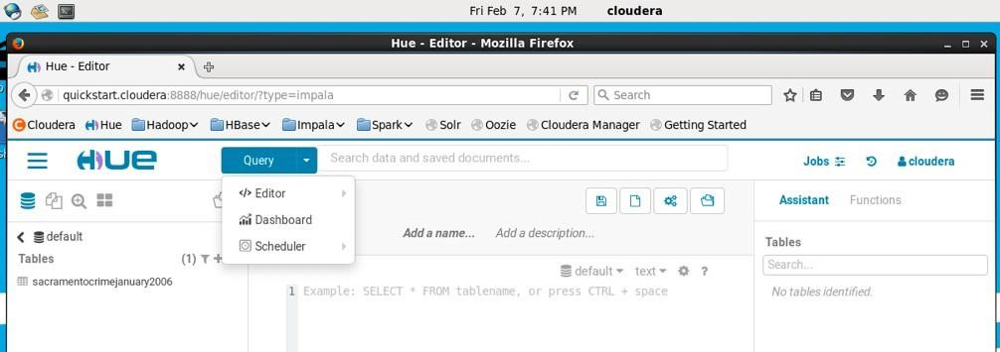 Fri Feb 7, 7:41 PM cloudera
Hue - Editor - Mozilla Firefox
Hue - Editor
quickstart.cloudera:8888/hue/editor/?type=impala
Search
Cloudera Hue Hadoop HBase Impala Spark Solr Oozie Cloudera Manager Getting Started
HUE Query Search data and saved documents... Jobs cloudera
Editor
Dashboard
Scheduler
Assistant Functions
default
Add a name... Add a description...
Tables (1)
sacramentocrimejanuary2006
default text ?
1 Example: SELECT * FROM tablename, or press CTRL + space
Tables
Search...
No tables identified.